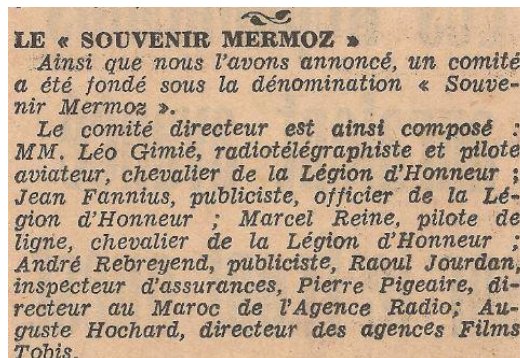 LE « SOUVENIR MERMOZ »
Ainsi que nous l'avons annoncé, un comité
a été fondé sous la dénomination « Souve-
nir Mermoz ».
Le comité directeur est ainsi composé :
MM. Léo Gimié, radiotélégraphiste et pilote
aviateur, chevalier de la Légion d'Honneur ;
Jean Fannius, publiciste, officier de la Lé-
gion d'Honneur ; Marcel Reine, pilote de
ligne, chevalier de la Légion d'Honneur ;
André Rebreyend, publiciste, Raoul Jourdan,
inspecteur d'assurances, Pierre Pigeaire, di-
recteur au Maroc de l'Agence Radio; Au-
guste Hochard, directeur des agences Films
Tobis.